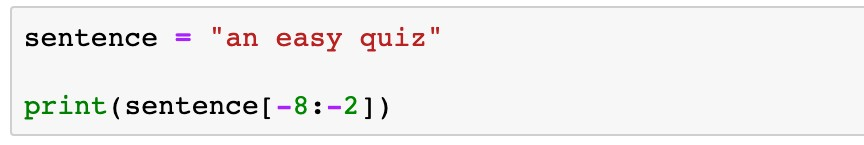 sentence = "an easy quiz"
print(sentence[-8:-2])